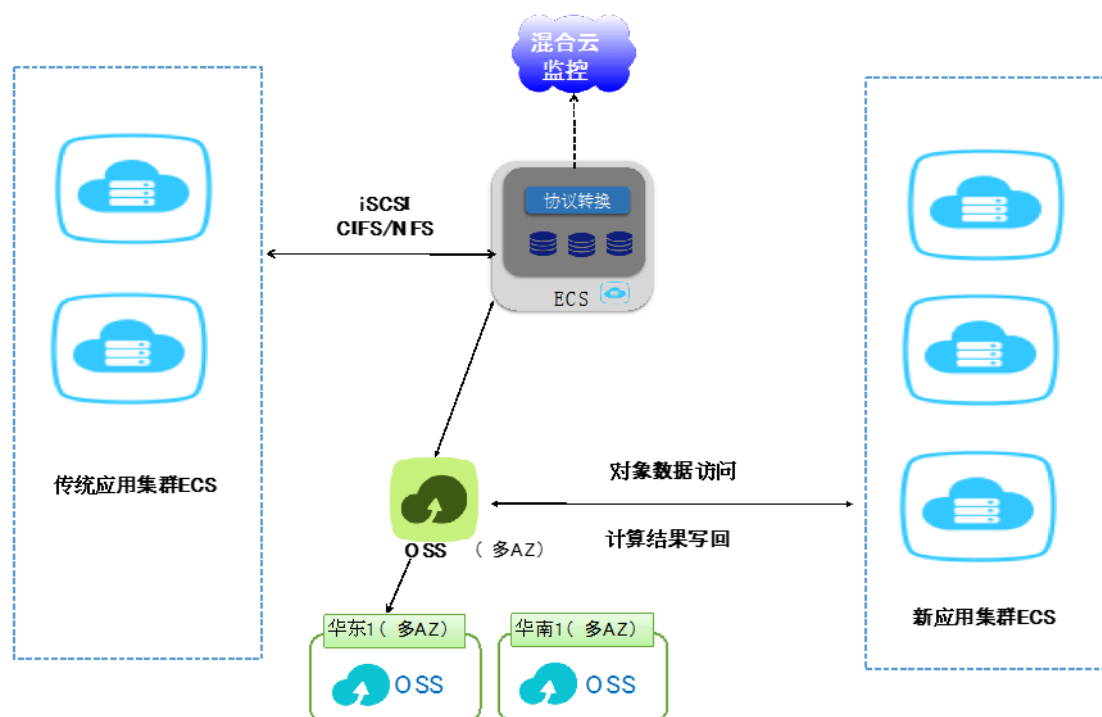 混合云
监控
协议转换
ECS
iSCSI
CIFS/NFS
传统应用集群ECS
OSS （多AZ）
对象数据访问
计算结果写回
新应用集群ECS
华东1（多AZ）
OSS
华南1（多AZ）
OSS